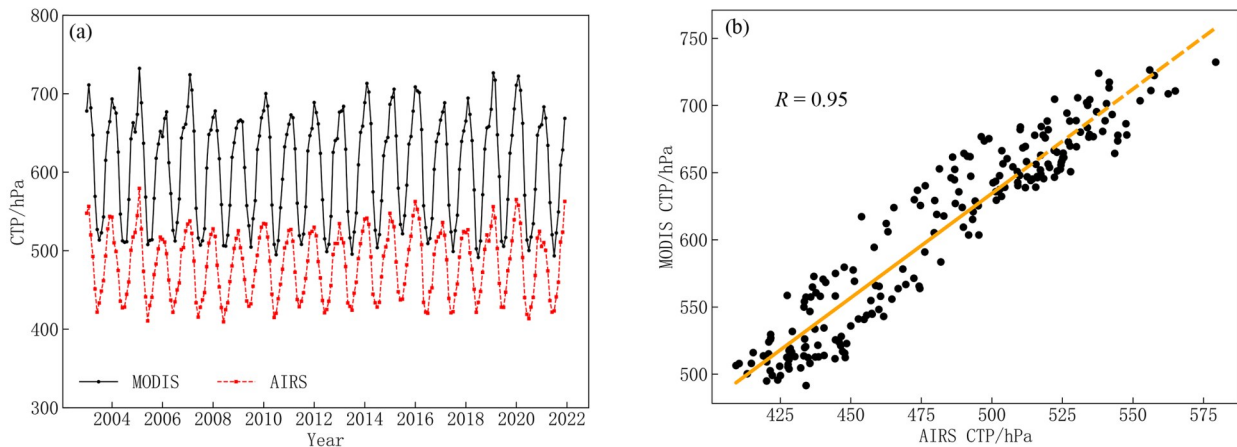 (a)
CTP/hPa
800
700
600
500
400
300
MODIS AIRS
2004 2006 2008 2010 2012 2014 2016 2018 2020 2022
Year
(b)
R = 0.95
MODIS CTP/hPa
750
700
650
600
550
500
425 450 475 500 525 550 575
AIRS CTP/hPa